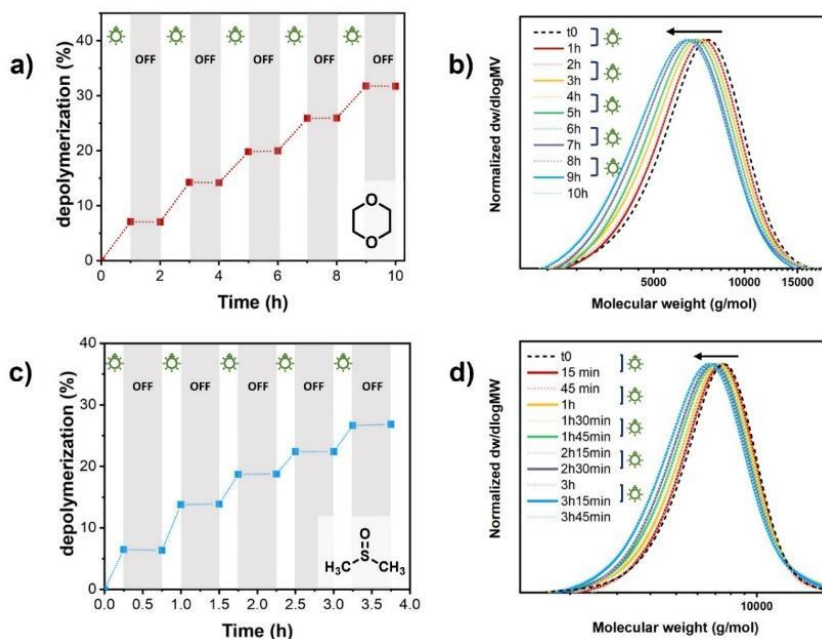 a)
depolymerization (%)
40
30
20
10
0
OFF OFF OFF OFF OFF
O
O
0 2 4 6 8 10
Time (h)
b)
Normalized dw/dlogMV
t0
1h
2h
3h
4h
5h
6h
7h
8h
9h
10h
5000 10000 15000
Molecular weight (g/mol)
c)
depolymerization (%)
40
30
20
10
0
OFF OFF OFF OFF OFF
O
S
H₃C CH₃
0.0 0.5 1.0 1.5 2.0 2.5 3.0 3.5 4.0
Time (h)
d)
Normalized dw/dlogMW
t0
15 min
45 min
1h
1h30min
1h45min
2h15min
2h30min
3h
3h15min
3h45min
10000
Molecular weight (g/mol)